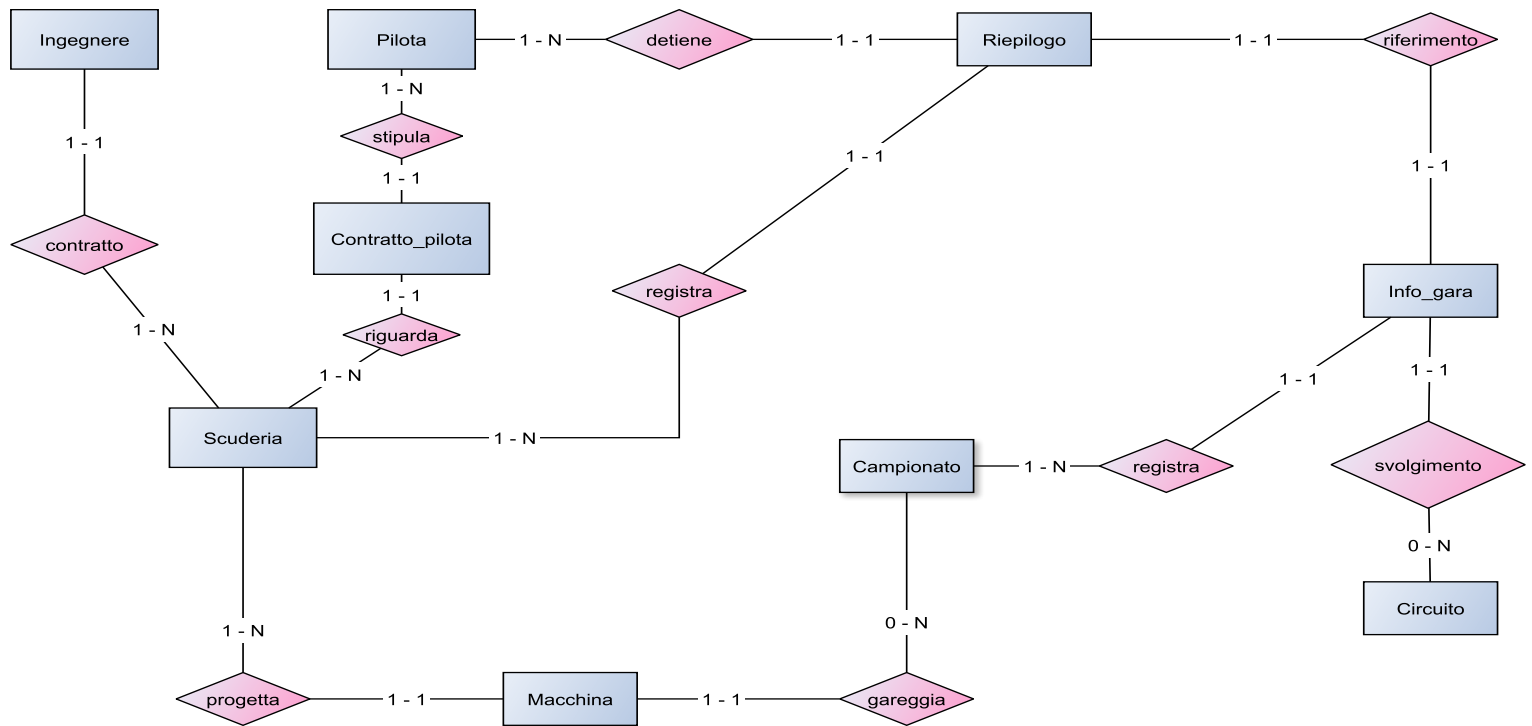 Ingegnere
Pilota
1 - N
detiene
1 - 1
Riepilogo
1 - 1
riferimento
1 - N
stipula
1 - 1
1 - 1
1 - 1
1 - 1
Contratto_pilota
contratto
1 - 1
registra
Info_gara
1 - N
riguarda
1 - N
1 - 1
1 - 1
Scuderia
1 - N
Campionato
1 - N
registra
svolgimento
0 - N
Circuito
1 - N
0 - N
progetta
1 - 1
Macchina
1 - 1
gareggia